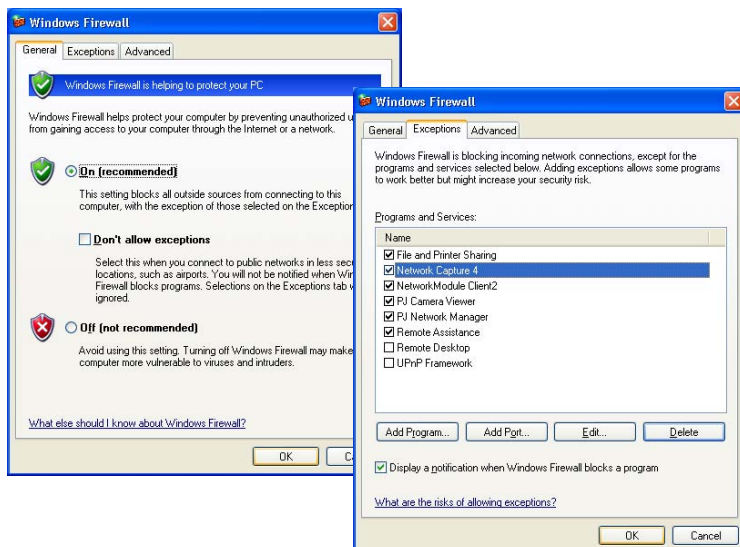 Windows Firewall
General Exceptions Advanced
Windows Firewall is helping to protect your PC
Windows Firewall helps protect your computer by preventing unauthorized u
from gaining access to your computer through the Internet or a network.
On (recommended)
This setting blocks all outside sources from connecting to this
computer, with the exception of those selected on the Exception
Don't allow exceptions
Select this when you connect to public networks in less sec
locations, such as airports. You will not be notified when Win
Firewall blocks programs. Selections on the Exceptions tab w
ignored.
Off (not recommended)
Avoid using this setting. Turning off Windows Firewall may make
computer more vulnerable to viruses and intruders.
What else should I know about Windows Firewall?
OK
Ca
Windows Firewall
General Exceptions Advanced
Windows Firewall is blocking incoming network connections, except for the
programs and services selected below. Adding exceptions allows some programs
to work better but might increase your security risk.
Programs and Services:
Name
File and Printer Sharing
Network Capture 4
NetworkModule Client2
PJ Camera Viewer
PJ Network Manager
Remote Assistance
Remote Desktop
UPnP Framework
Add Program... Add Port... Edit... Delete
Display a notification when Windows Firewall blocks a program
What are the risks of allowing exceptions?
OK Cancel